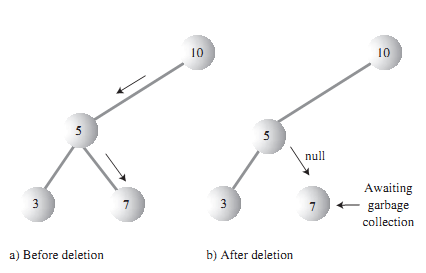 10
5
3
7
a) Before deletion
10
5
null
3
7
Awaiting
garbage
collection
b) After deletion